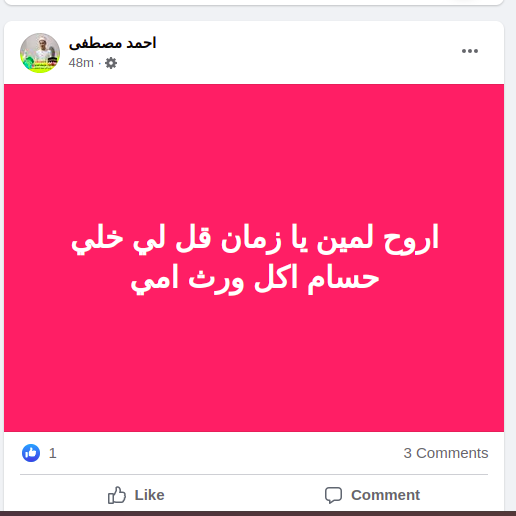 احمد مصطفى
48m ·
اروح لمين يا زمان قل لي خلي
حسام اكل ورث امي
1
3 Comments
Like
Comment